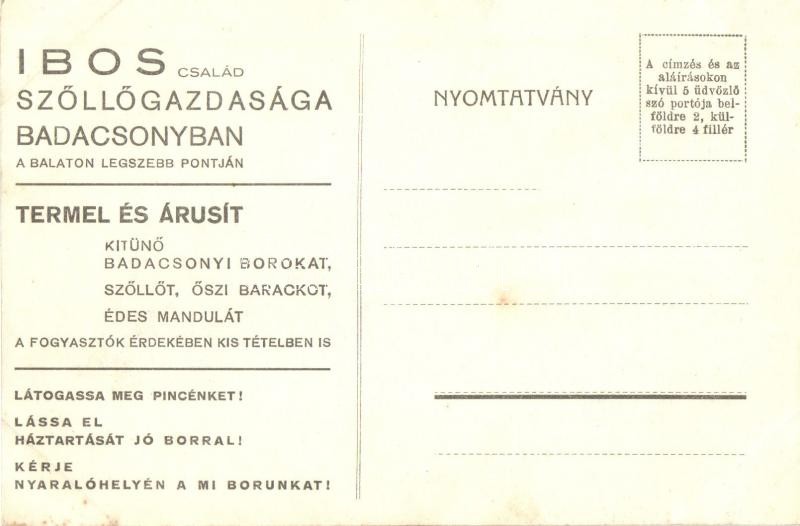 IBOS CSALÁD
SZŐLLŐGAZDASÁGA
BADACSONYBAN
A BALATON LEGSZEBB PONTJÁN
TERMEL ÉS ÁRUSÍT
KITÜNŐ
BADACSONYI BOROKAT,
SZŐLLŐT, ŐSZI BARACKOT,
ÉDES MANDULÁT
A FOGYASZTÓK ÉRDEKÉBEN KIS TÉTELBEN IS
LÁTOGASSA MEG PINCÉNKET!
LÁSSA EL
HÁZTARTÁSÁT JÓ BORRAL!
KÉRJE
NYARALÓHELYÉN A MI BORUNKAT!
NYOMTATVÁNY
A címzés és az
aláírásokon
kívül 5 üdvözlő
szó portója bel-
földre 2, kül-
földre 4 fillér